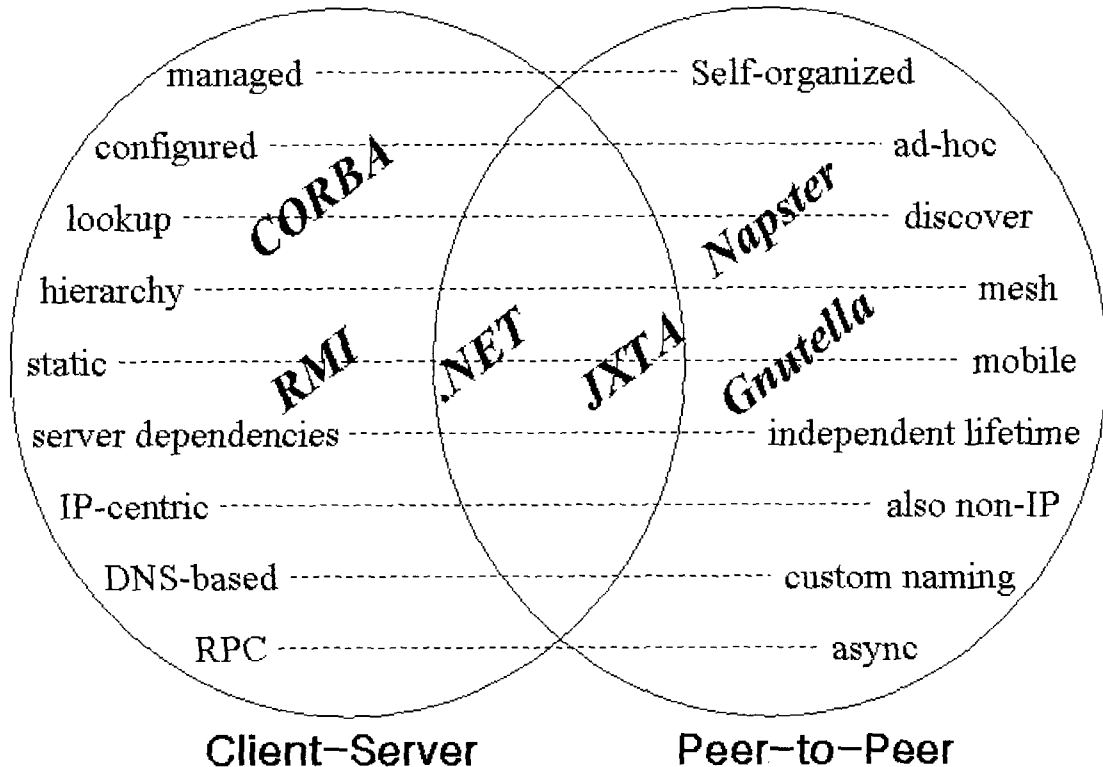 managed Self-organized
configured ad-hoc
CORBA
Napster
lookup discover
hierarchy mesh
RMI
.NET
JXTA
Gnutella
static mobile
server dependencies independent lifetime
IP-centric also non-IP
DNS-based custom naming
RPC async
Client-Server Peer-to-Peer